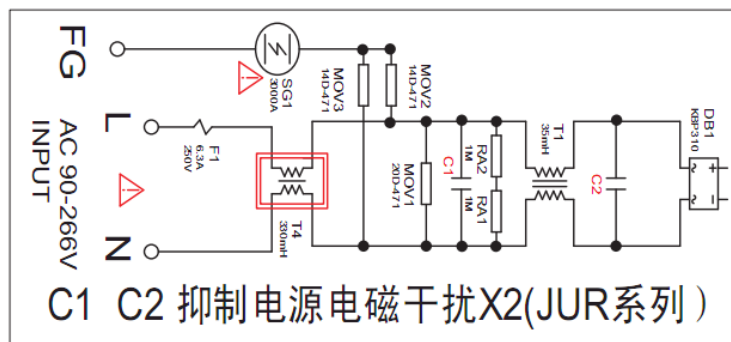 FG
SG1
3000A
MOV3
14D-471
MOV2
14D-471
AC 90-266V
INPUT
L
F1
6.3A
250V
N
T4
330mH
MOV1
20D-471
C1
RA2
1M
RA1
1M
T1
35mH
C2
DB1
KBP310
~
~
+
-
C1 C2 抑制电源电磁干扰X2(JUR系列)